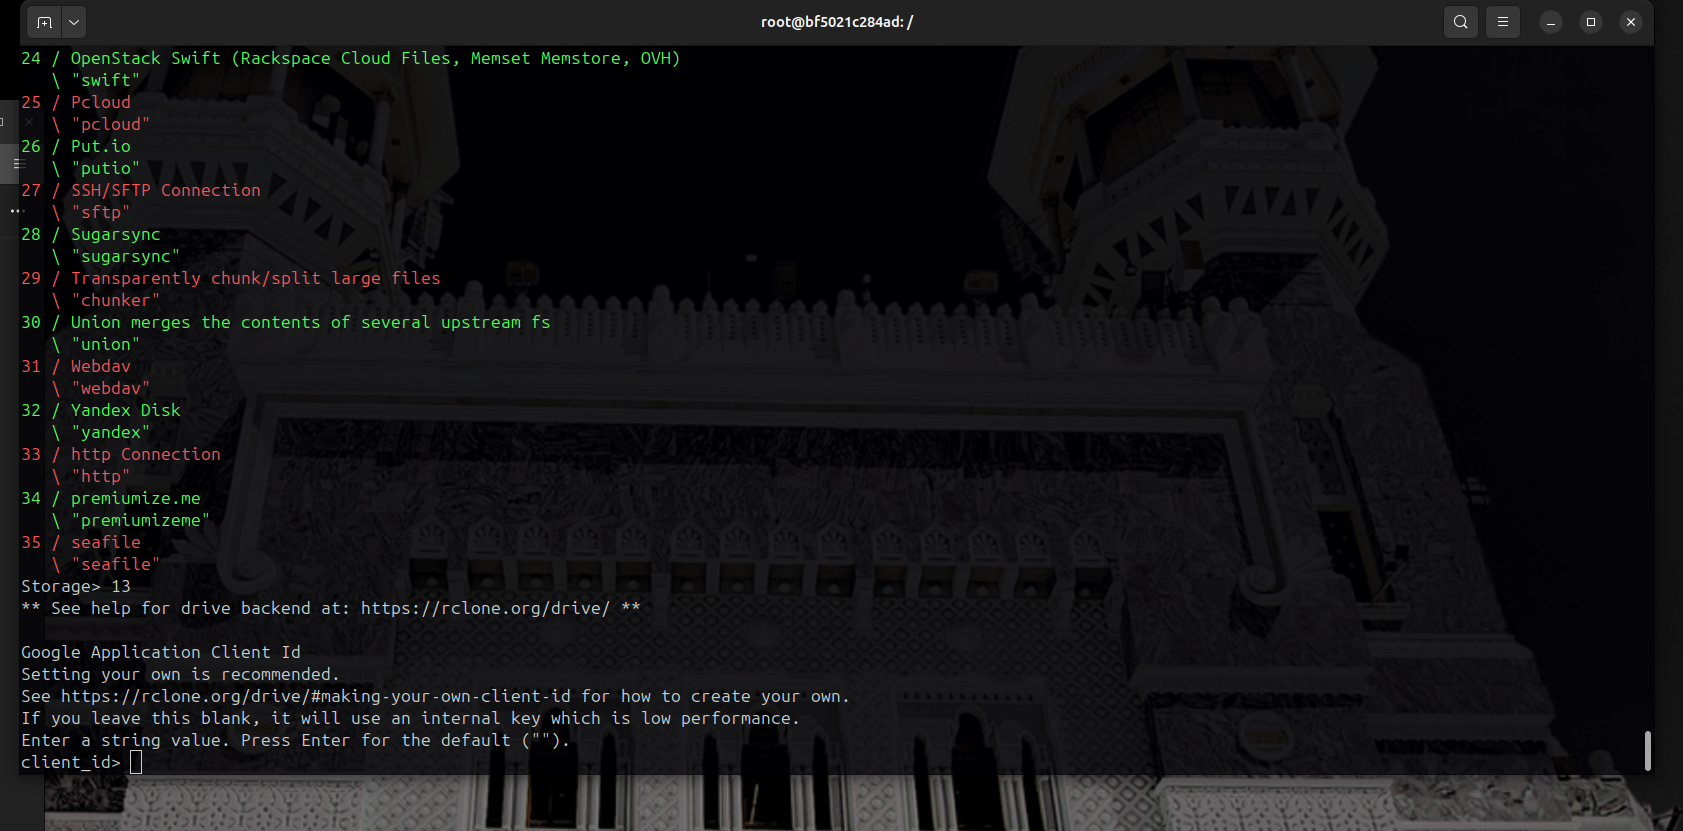 root@bf5021c284ad: /
24 / OpenStack Swift (Rackspace Cloud Files, Memset Memstore, OVH)
   \ "swift"
25 / Pcloud
   \ "pcloud"
26 / Put.io
   \ "putio"
27 / SSH/SFTP Connection
   \ "sftp"
28 / Sugarsync
   \ "sugarsync"
29 / Transparently chunk/split large files
   \ "chunker"
30 / Union merges the contents of several upstream fs
   \ "union"
31 / Webdav
   \ "webdav"
32 / Yandex Disk
   \ "yandex"
33 / http Connection
   \ "http"
34 / premiumize.me
   \ "premiumizeme"
35 / seafile
   \ "seafile"
Storage> 13
** See help for drive backend at: https://rclone.org/drive/ **

Google Application Client Id
Setting your own is recommended.
See https://rclone.org/drive/#making-your-own-client-id for how to create your own.
If you leave this blank, it will use an internal key which is low performance.
Enter a string value. Press Enter for the default ("").
client_id>